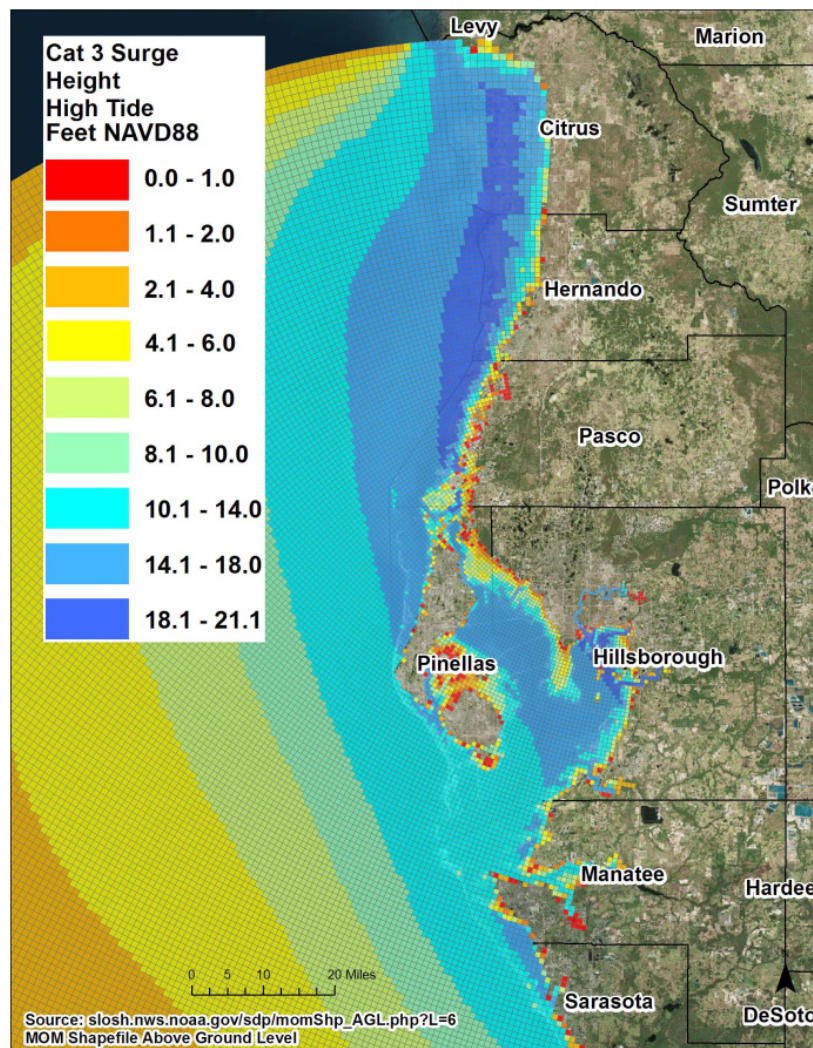 Cat 3 Surge
Height
High Tide
Feet NAVD88
0.0 - 1.0
1.1 - 2.0
2.1 - 4.0
4.1 - 6.0
6.1 - 8.0
8.1 - 10.0
10.1 - 14.0
14.1 - 18.0
18.1 - 21.1
Levy
Marion
Citrus
Sumter
Hernando
Pasco
Polk
Pinellas
Hillsborough
Manatee
Hardee
Sarasota
DeSoto
0 5 10 20 Miles
Source: slosh.nws.noaa.gov/sdp/momShp_AGL.php?L=6
MOM Shapefile Above Ground Level